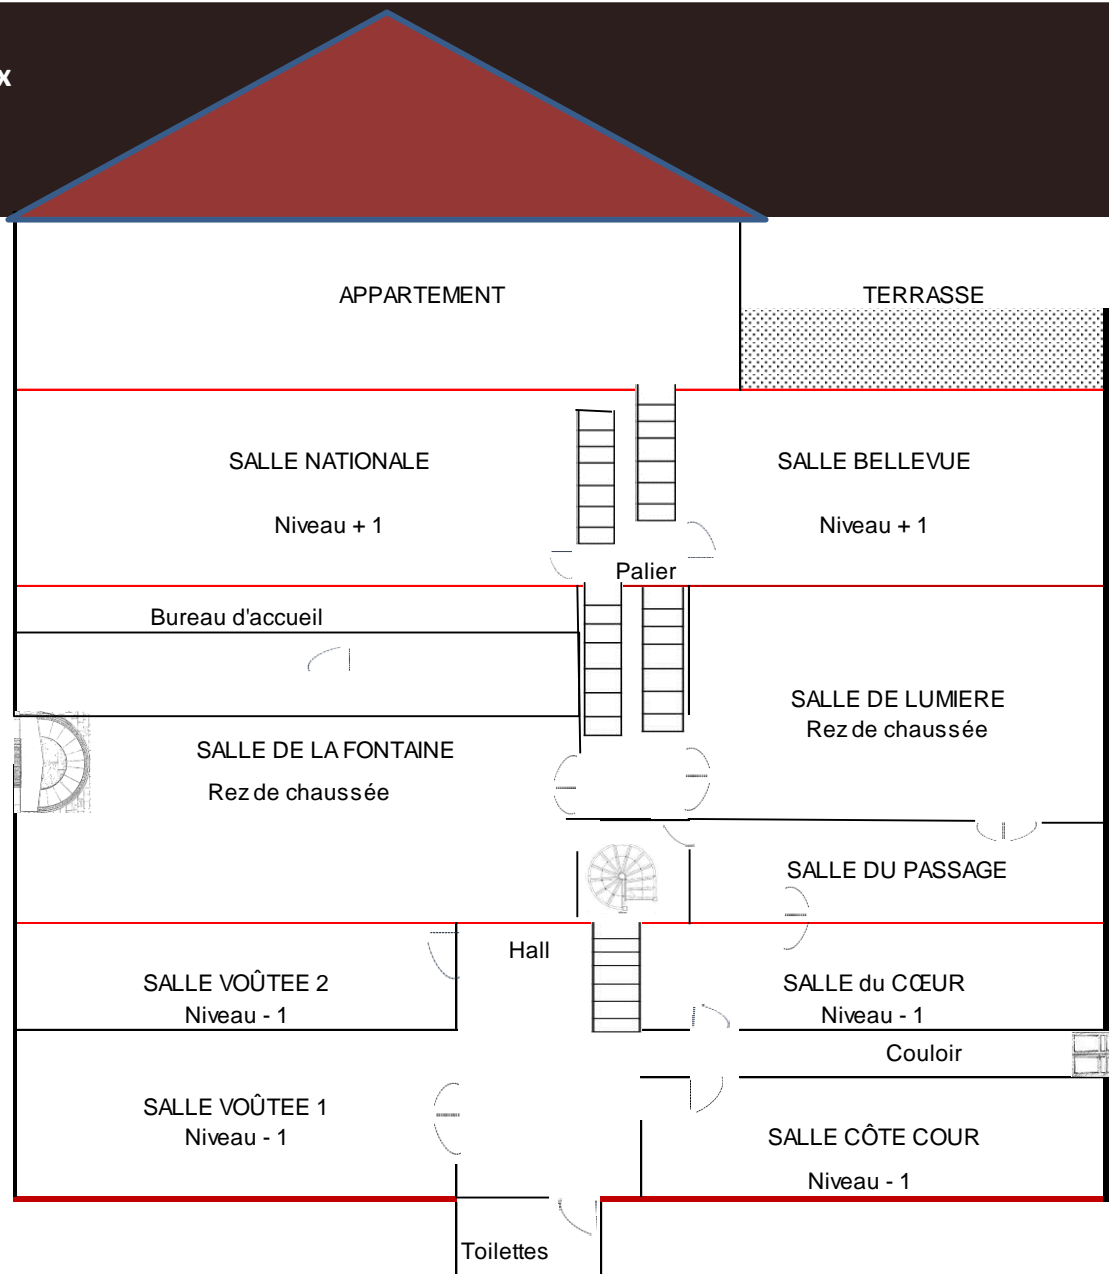 x
APPARTEMENT
TERRASSE
SALLE NATIONALE
Niveau + 1
SALLE BELLEVUE
Niveau + 1
Palier
Bureau d'accueil
SALLE DE LUMIERE
Rez de chaussée
SALLE DE LA FONTAINE
Rez de chaussée
SALLE DU PASSAGE
Hall
SALLE VOÛTEE 2
Niveau - 1
SALLE du CŒUR
Niveau - 1
Couloir
SALLE VOÛTEE 1
Niveau - 1
SALLE CÔTE COUR
Niveau - 1
Toilettes